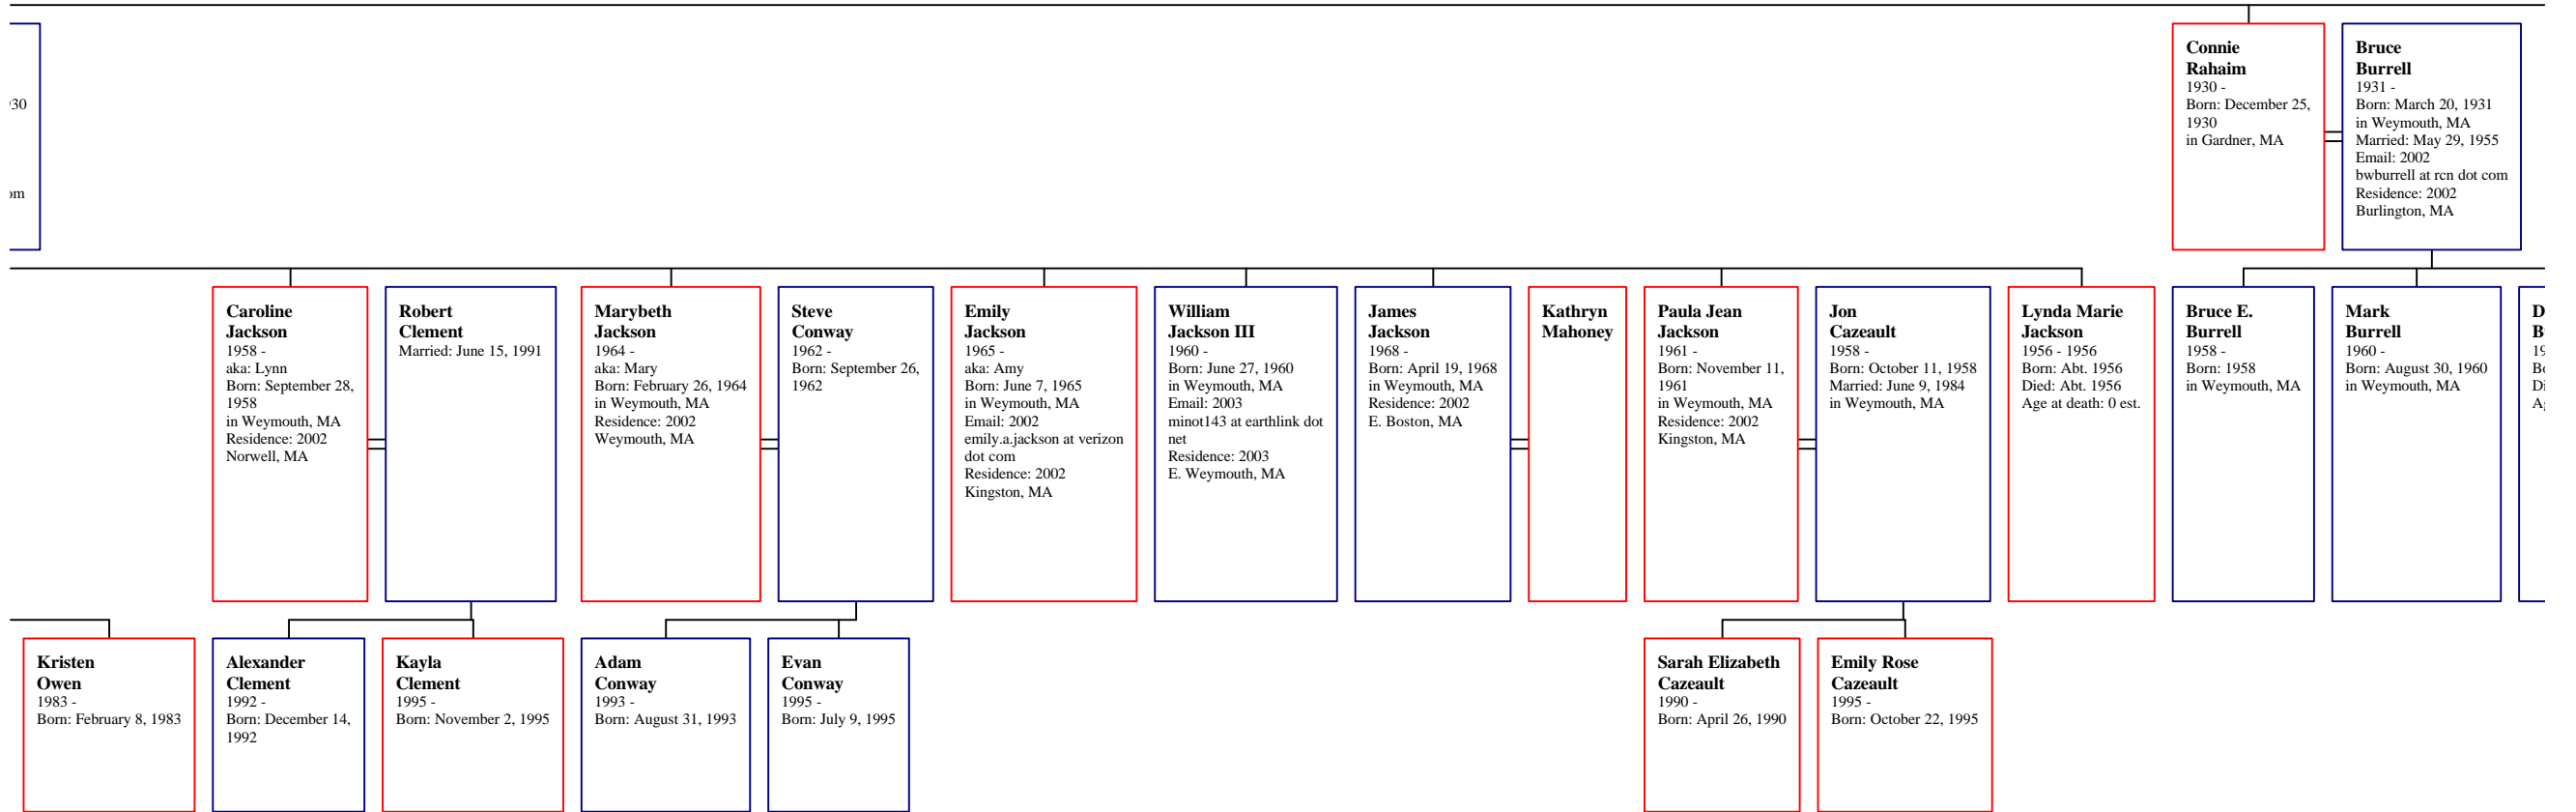 30
om
Connie
Rahaim
1930 -
Born: December 25,
1930
in Gardner, MA
Bruce
Burrell
1931 -
Born: March 20, 1931
in Weymouth, MA
Married: May 29, 1955
Email: 2002
bwburrell at rcn dot com
Residence: 2002
Burlington, MA
Caroline
Jackson
1958 -
aka: Lynn
Born: September 28,
1958
in Weymouth, MA
Residence: 2002
Norwell, MA
Robert
Clement
Married: June 15, 1991
Marybeth
Jackson
1964 -
aka: Mary
Born: February 26, 1964
in Weymouth, MA
Residence: 2002
Weymouth, MA
Steve
Conway
1962 -
Born: September 26,
1962
Emily
Jackson
1965 -
aka: Amy
Born: June 7, 1965
in Weymouth, MA
Email: 2002
emily.a.jackson at verizon
dot com
Residence: 2002
Kingston, MA
William
Jackson III
1960 -
Born: June 27, 1960
in Weymouth, MA
Email: 2003
minot143 at earthlink dot
net
Residence: 2003
E. Weymouth, MA
James
Jackson
1968 -
Born: April 19, 1968
in Weymouth, MA
Residence: 2002
E. Boston, MA
Kathryn
Mahoney
Paula Jean
Jackson
1961 -
Born: November 11,
1961
in Weymouth, MA
Residence: 2002
Kingston, MA
Jon
Cazeault
1958 -
Born: October 11, 1958
Married: June 9, 1984
in Weymouth, MA
Lynda Marie
Jackson
1956 - 1956
Born: Abt. 1956
Died: Abt. 1956
Age at death: 0 est.
Bruce E.
Burrell
1958 -
Born: 1958
in Weymouth, MA
Mark
Burrell
1960 -
Born: August 30, 1960
in Weymouth, MA
D
B
19
Bo
Di
Ag
Kristen
Owen
1983 -
Born: February 8, 1983
Alexander
Clement
1992 -
Born: December 14,
1992
Kayla
Clement
1995 -
Born: November 2, 1995
Adam
Conway
1993 -
Born: August 31, 1993
Evan
Conway
1995 -
Born: July 9, 1995
Sarah Elizabeth
Cazeault
1990 -
Born: April 26, 1990
Emily Rose
Cazeault
1995 -
Born: October 22, 1995